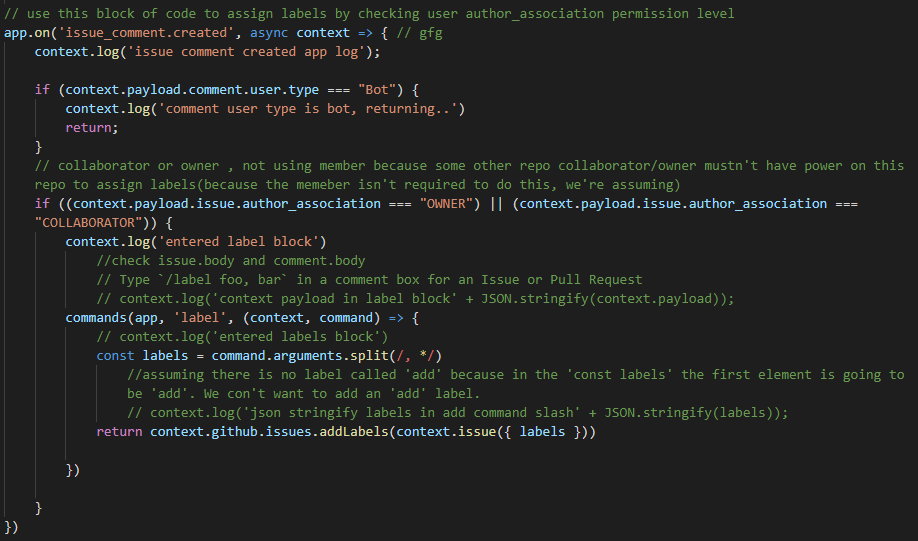 // use this block of code to assign labels by checking user author_association permission level
app.on('issue_comment.created', async context => { // gfg
context.log('issue comment created app log');
if (context.payload.comment.user.type === "Bot") {
context.log('comment user type is bot, returning..')
return;
}
// collaborator or owner , not using member because some other repo collaborator/owner mustn't have power on this
repo to assign labels(because the memeber isn't required to do this, we're assuming)
if ((context.payload.issue.author_association === "OWNER") || (context.payload.issue.author_association ===
"COLLABORATOR")) {
context.log('entered label block')
//check issue.body and comment.body
// Type `/label foo, bar` in a comment box for an Issue or Pull Request
// context.log('context payload in label block' + JSON.stringify(context.payload));
commands(app, 'label', (context, command) => {
// context.log('entered labels block')
const labels = command.arguments.split(/, */)
//assuming there is no label called 'add' because in the 'const labels' the first element is going to
be 'add'. We con't want to add an 'add' label.
// context.log('json stringify labels in add command slash' + JSON.stringify(labels));
return context.github.issues.addLabels(context.issue({ labels }))
})
}
})